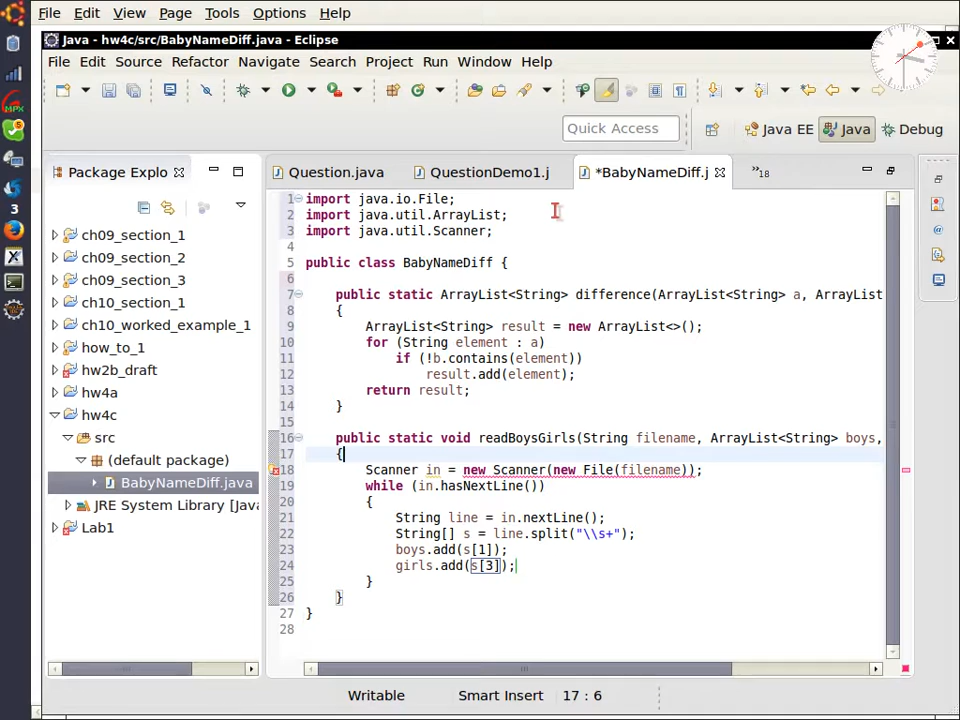 File Edit View Page Tools Options Help
Java - hw4c/src/BabyNameDiff.java - Eclipse
File Edit Source Refactor Navigate Search Project Run Window Help
Quick Access
Java EE
Java
Debug
Package Explo
Question.java
QuestionDemo1.j
*BabyNameDiff.j
»18
ch09_section_1
ch09_section_2
ch09_section_3
ch10_section_1
ch10_worked_example_1
how_to_1
hw2b_draft
hw4a
hw4c
src
(default package)
BabyNameDiff.java
JRE System Library [Java
Lab1
1 import java.io.File;
2 import java.util.ArrayList;
3 import java.util.Scanner;
4
5 public class BabyNameDiff {
6
7 public static ArrayList<String> difference(ArrayList<String> a, ArrayList
8 {
9 ArrayList<String> result = new ArrayList<>();
10 for (String element : a)
11 if (!b.contains(element))
12 result.add(element);
13 return result;
14 }
15
16 public static void readBoysGirls(String filename, ArrayList<String> boys,
17 {
18 Scanner in = new Scanner(new File(filename));
19 while (in.hasNextLine())
20 {
21 String line = in.nextLine();
22 String[] s = line.split("\\s+");
23 boys.add(s[1]);
24 girls.add(s[3]);
25 }
26 }
27 }
28
Writable
Smart Insert
17 : 6
MPX
5
3